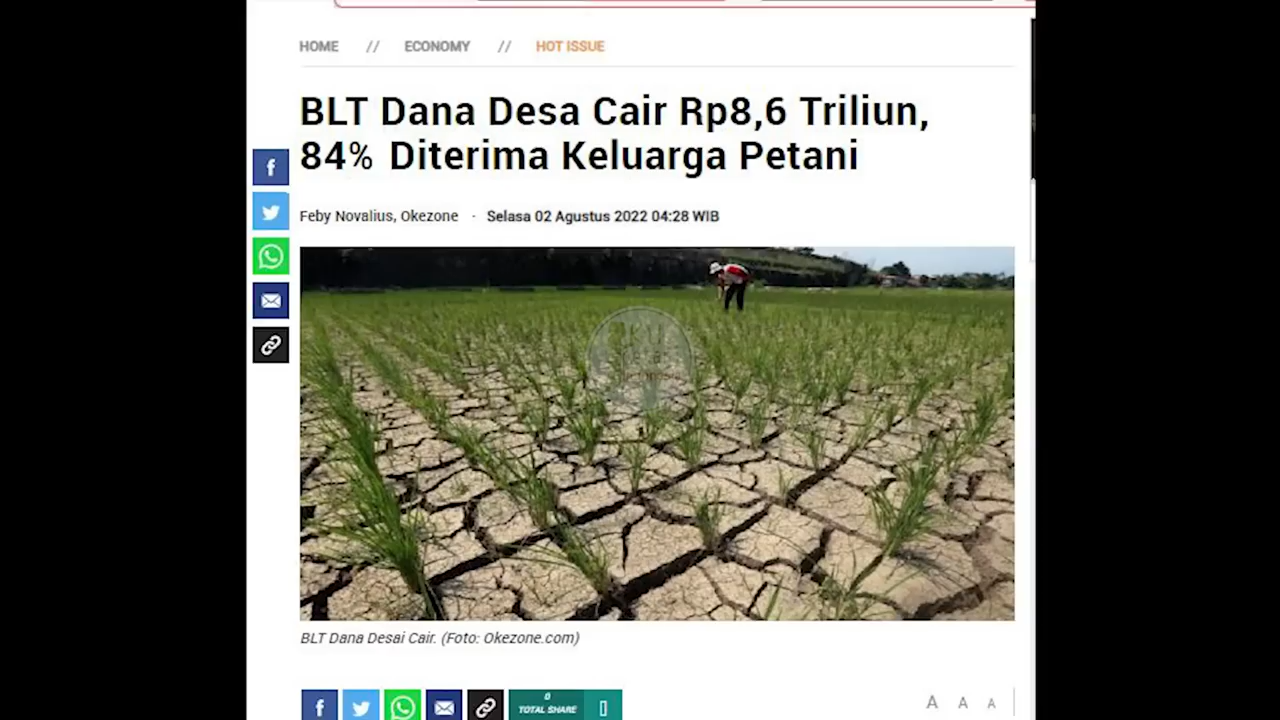 HOME // ECONOMY // HOT ISSUE
BLT Dana Desa Cair Rp8,6 Triliun,
84% Diterima Keluarga Petani
Feby Novalius, Okezone · Selasa 02 Agustus 2022 04:28 WIB
BLT Dana Desai Cair. (Foto: Okezone.com)
0
TOTAL SHARE
A A A